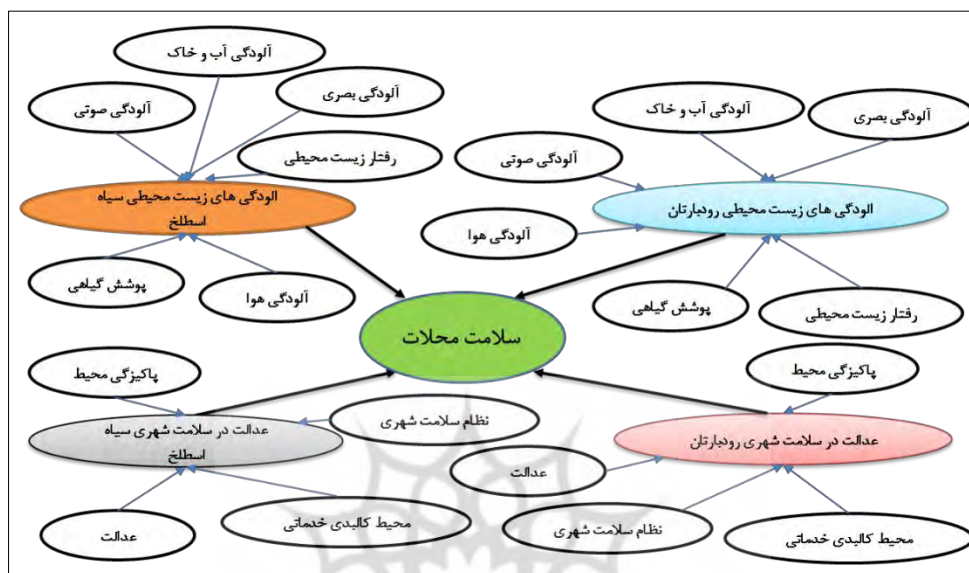 آلودگی آب و خاک
آلودگی صوتی
آلودگی بصری
رفتار زیست محیطی
الودگی های زیست محیطی سیاه
اسطلخ
پوشش گیاهی
آلودگی هوا
آلودگی آب و خاک
آلودگی بصری
آلودگی صوتی
الودگی های زیست محیطی رودبارتان
آلودگی هوا
پوشش گیاهی
رفتار زیست محیطی
سلامت محلات
پاکیزگی محیط
نظام سلامت شهری
عدالت در سلامت شهری سیاه
اسطلخ
عدالت
محیط کالبدی خدماتی
پاکیزگی محیط
عدالت در سلامت شهری رودبارتان
عدالت
نظام سلامت شهری
محیط کالبدی خدماتی